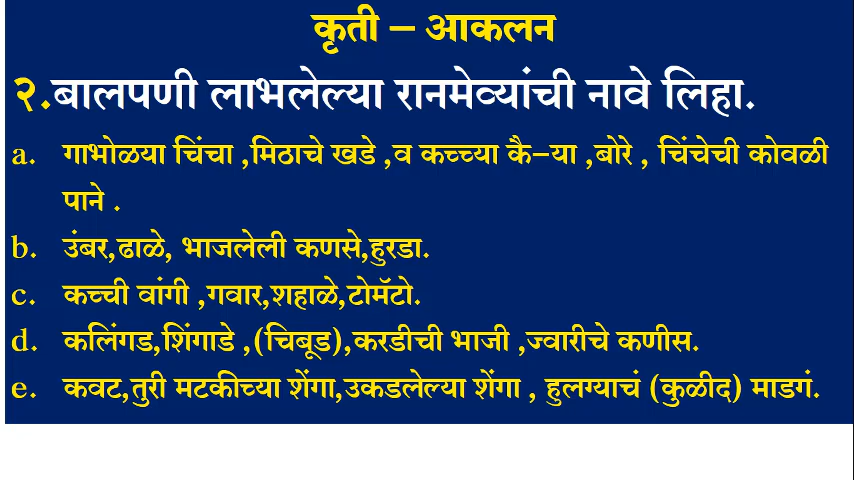 कृती – आकलन
२.बालपणी लाभलेल्या रानमेव्यांची नावे लिहा.
a. गाभोळया चिंचा ,मिठाचे खडे ,व कच्च्या कै–या ,बोरे , चिंचेची कोवळी
पाने .
b. उंबर,ढाळे, भाजलेली कणसे,हुरडा.
c. कच्ची वांगी ,गवार,शहाळे,टोमॅटो.
d. कलिंगड,शिंगाडे ,(चिबूड),करडीची भाजी ,ज्वारीचे कणीस.
e. कवट,तुरी मटकीच्या शेंगा,उकडलेल्या शेंगा , हुलग्याचं (कुळीद) माडगं.